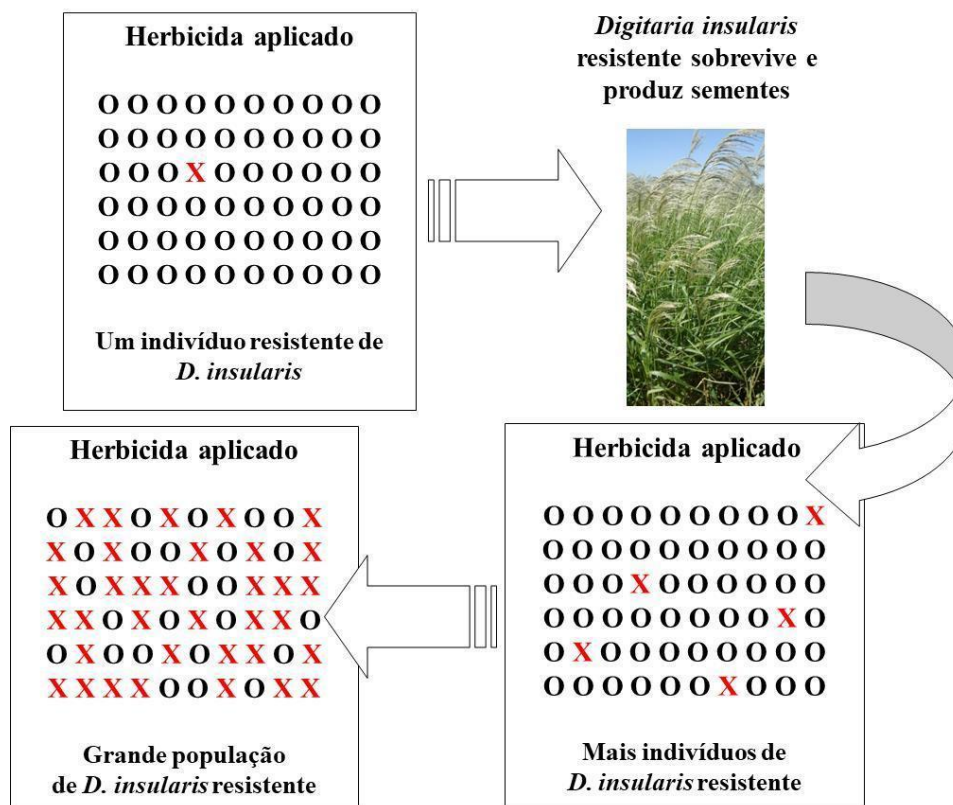 Herbicida aplicado
O O O O O O O O O O
O O O O O O O O O O
O O O X O O O O O O
O O O O O O O O O O
O O O O O O O O O O
O O O O O O O O O O
Um indivíduo resistente de
D. insularis
Digitaria insularis
resistente sobrevive e
produz sementes
Herbicida aplicado
O O O O O O O O O X
O O O O O O O O O O
O O O X O O O O O O
O O O O O O O O X O
O X O O O O O O O O
O O O O O O X O O O
Mais indivíduos de
D. insularis resistente
Herbicida aplicado
O X X O X O X O O X
X O X O O X O X O X
X O X X X O O X X X
X X O X O X O X X O
O X O O X O X X O X
X X X X O O X O X X
Grande população
de D. insularis resistente